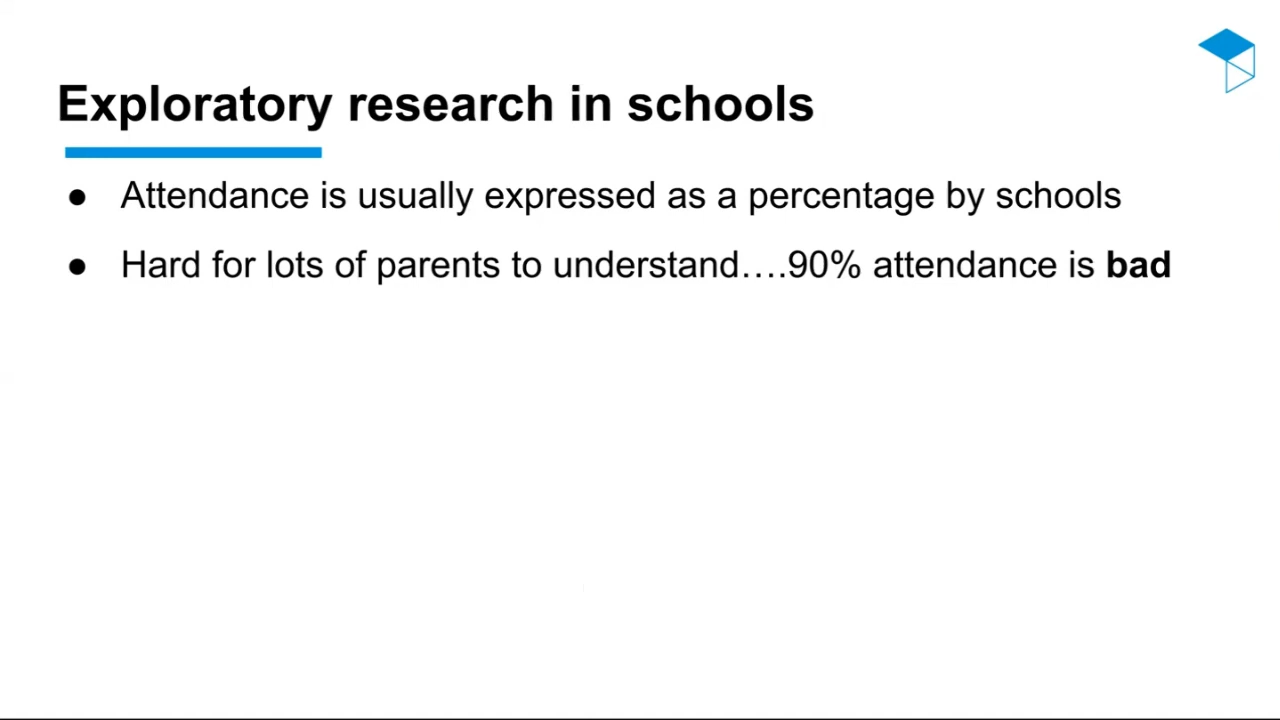 Exploratory research in schools
● Attendance is usually expressed as a percentage by schools
● Hard for lots of parents to understand….90% attendance is bad